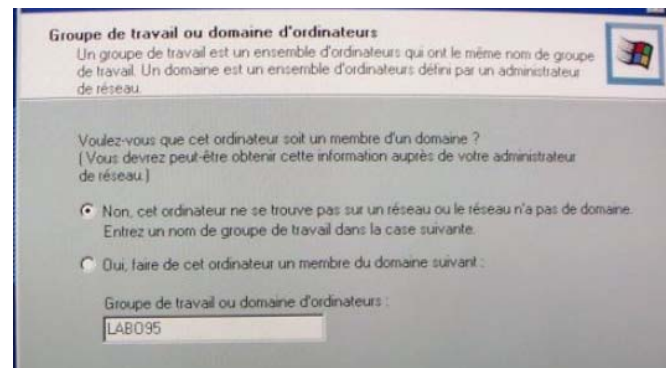 Groupe de travail ou domaine d'ordinateurs
Un groupe de travail est un ensemble d'ordinateurs qui ont le même nom de groupe
de travail. Un domaine est un ensemble d'ordinateurs défini par un administrateur
de réseau.
Voulez-vous que cet ordinateur soit un membre d'un domaine ?
(Vous devrez peut-être obtenir cette information auprès de votre administrateur
de réseau.)
Non, cet ordinateur ne se trouve pas sur un réseau ou le réseau n'a pas de domaine.
Entrez un nom de groupe de travail dans la case suivante.
Oui, faire de cet ordinateur un membre du domaine suivant :
Groupe de travail ou domaine d'ordinateurs :
LABO95